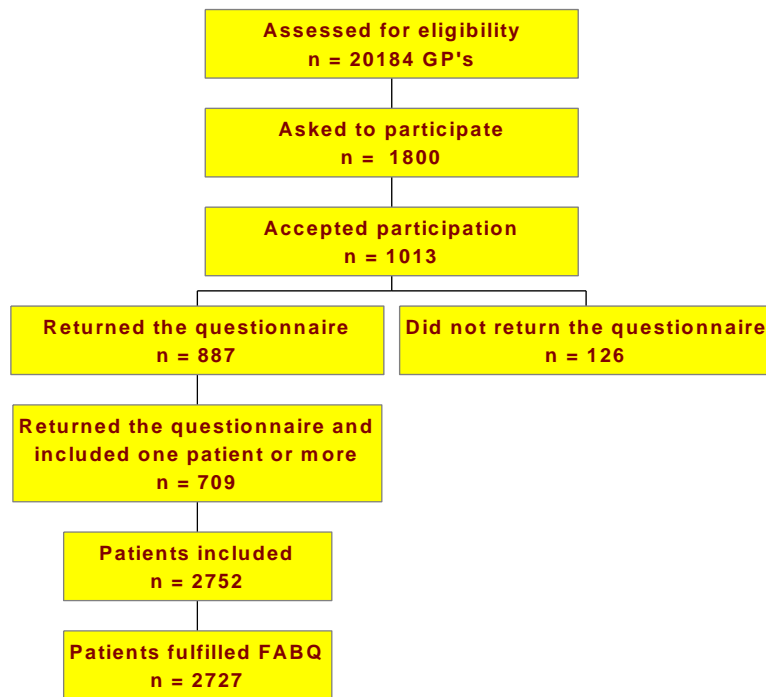 Assessed for eligibility
n = 20184 GP's
Asked to participate
n = 1800
Accepted participation
n = 1013
Returned the questionnaire
n = 887
Did not return the questionnaire
n = 126
Returned the questionnaire and
included one patient or more
n = 709
Patients included
n = 2752
Patients fulfilled FABQ
n = 2727